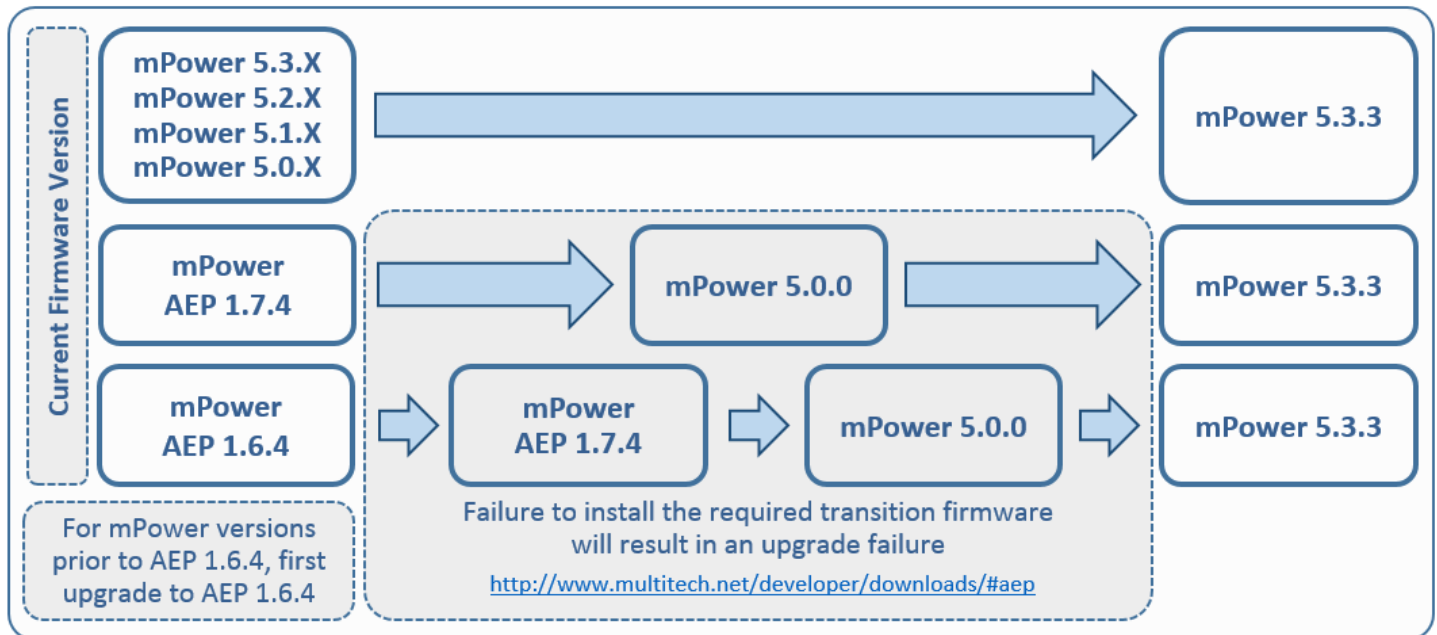 Current Firmware Version
mPower 5.3.X
mPower 5.2.X
mPower 5.1.X
mPower 5.0.X
mPower 5.3.3
mPower
AEP 1.7.4
mPower 5.0.0
mPower 5.3.3
mPower
AEP 1.6.4
mPower
AEP 1.7.4
mPower 5.0.0
mPower 5.3.3
For mPower versions
prior to AEP 1.6.4, first
upgrade to AEP 1.6.4
Failure to install the required transition firmware
will result in an upgrade failure
http://www.multitech.net/developer/downloads/#aep